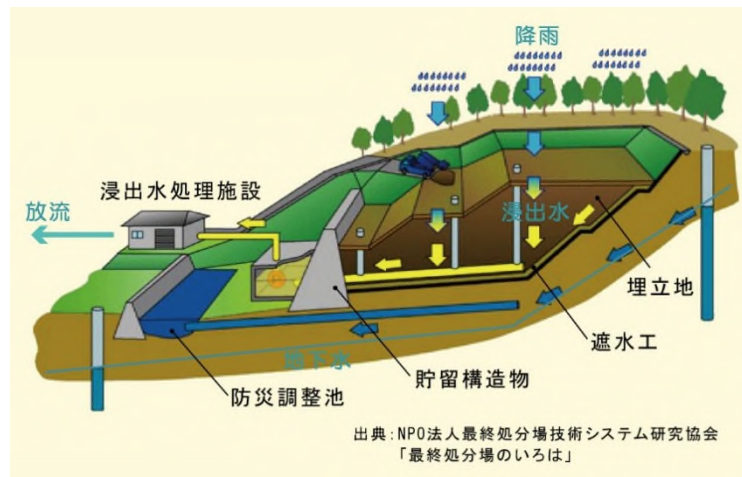 降雨
浸出水処理施設
放流
浸出水
埋立地
遮水工
地下水
貯留構造物
防災調整池
出典:NPO法人最終処分場技術システム研究協会
「最終処分場のいろは」